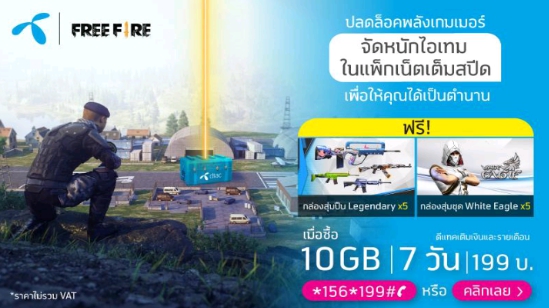 FREE FIRE
ปลดล็อคพลังเกมเมอร์
จัดหนักไอเทม
ในแพ็กเน็ตเต็มสปีด
เพื่อให้คุณได้เป็นตำนาน
ฟรี!
กล่องสุ่มปืน Legendary x5
กล่องสุ่มชุด White Eagle x5
dtac
เมื่อซื้อ
ดีแทคเติมเงินและรายเดือน
10GB | 7 วัน | 199 บ.
*156*199# หรือ คลิกเลย >
*ราคาไม่รวม VAT